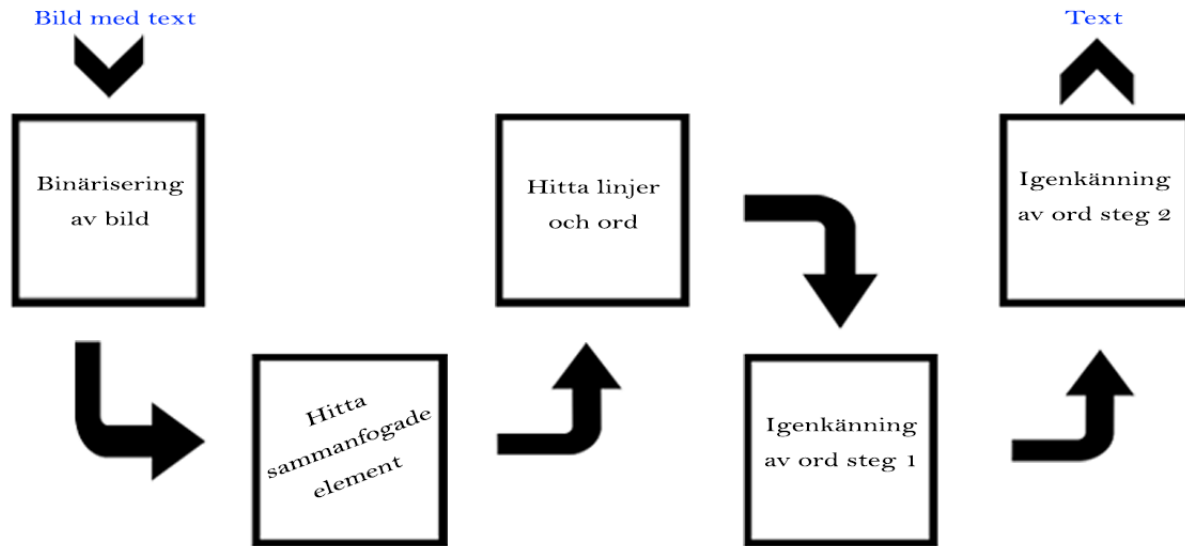 Bild med text
Binärisering
av bild
Hitta
sammanfogade
element
Hitta linjer
och ord
Igenkänning
av ord steg 1
Igenkänning
av ord steg 2
Text